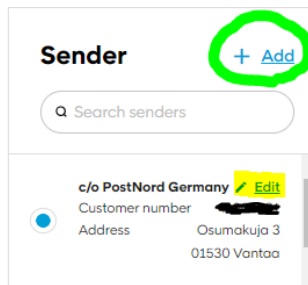 Sender + Add
Search senders
c/o PostNord Germany Edit
Customer number
Address Osumakuja 3
01530 Vantaa